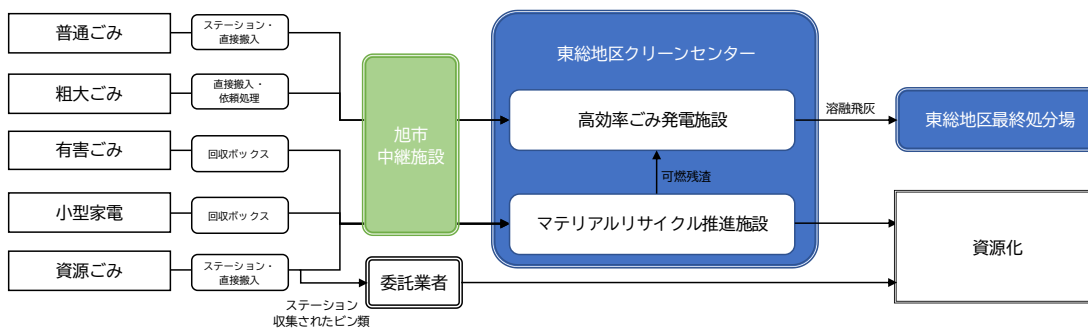 普通ごみ
ステーション・
直接搬入
粗大ごみ
直接搬入・
依頼処理
有害ごみ
回収ボックス
小型家電
回収ボックス
資源ごみ
ステーション・
直接搬入
ステーション
収集されたビン類
旭市
中継施設
委託業者
東総地区クリーンセンター
高効率ごみ発電施設
可燃残渣
マテリアルリサイクル推進施設
溶融飛灰
東総地区最終処分場
資源化